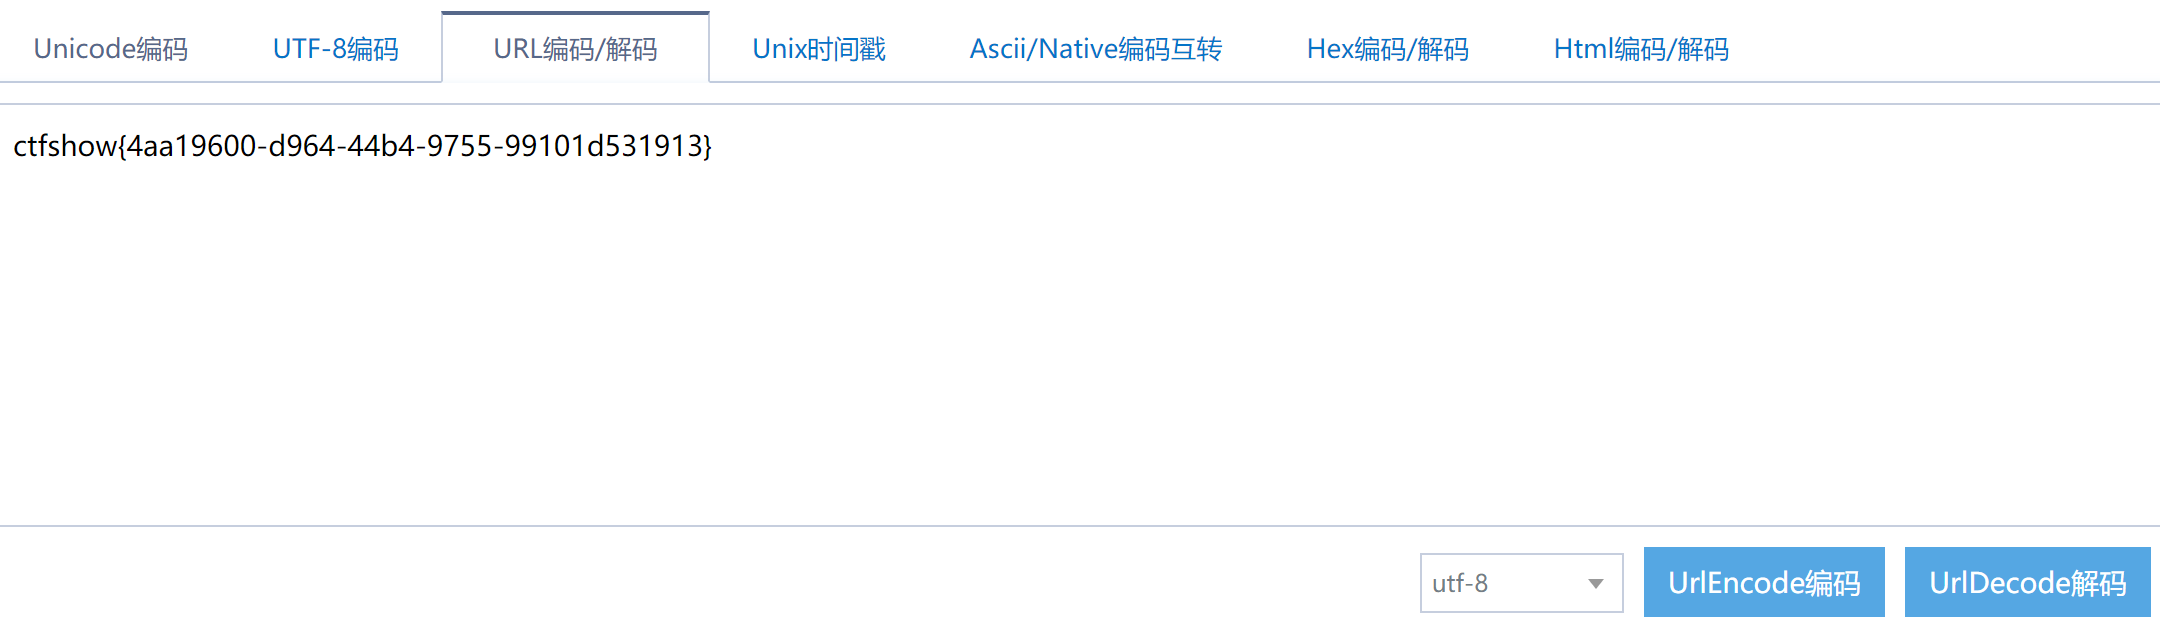 Unicode编码 UTF-8编码 URL编码/解码 Unix时间戳 Ascii/Native编码互转 Hex编码/解码 Html编码/解码
ctfshow{4aa19600-d964-44b4-9755-99101d531913}
utf-8 UrlEncode编码 UrlDecode解码